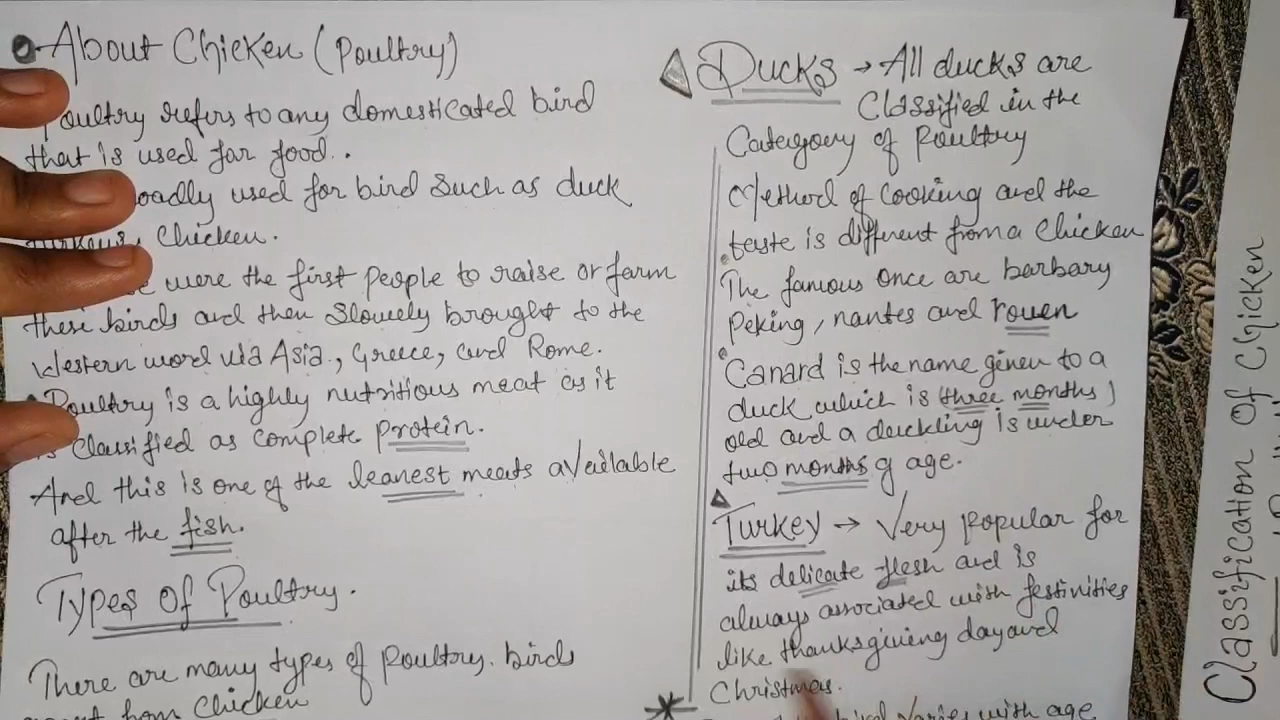 About Chicken (Poultry)
Poultry refers to any domesticated bird
that is used for food..
oadly used for bird Such as duck
Chicken.
were the first people to raise or farm
these birds and then Slowely brought to the
Western word via Asia, Greece, and Rome.
Poultry is a highly nutritious meat as it
is Classified as Complete protein.
And this is one of the leanest meats available
after the fish.
Types Of Poultry.
There are many types of Poultry. birds
from Chicken
Ducks → All ducks are
Classified in the
Category of Poultry
Method of Cooking and the
teste is different from a Chicken
The famous Once are barbary
Peking, nantes and rouen
Canard is the name given to a
duck which is (three months)
old and a duckling is under
two months of age.
Turkey → Very popular for
its delicate flesh and is
always associated with festinities
like thanksgiving day and
Christmas.
varies with age
Classification Of Chicken